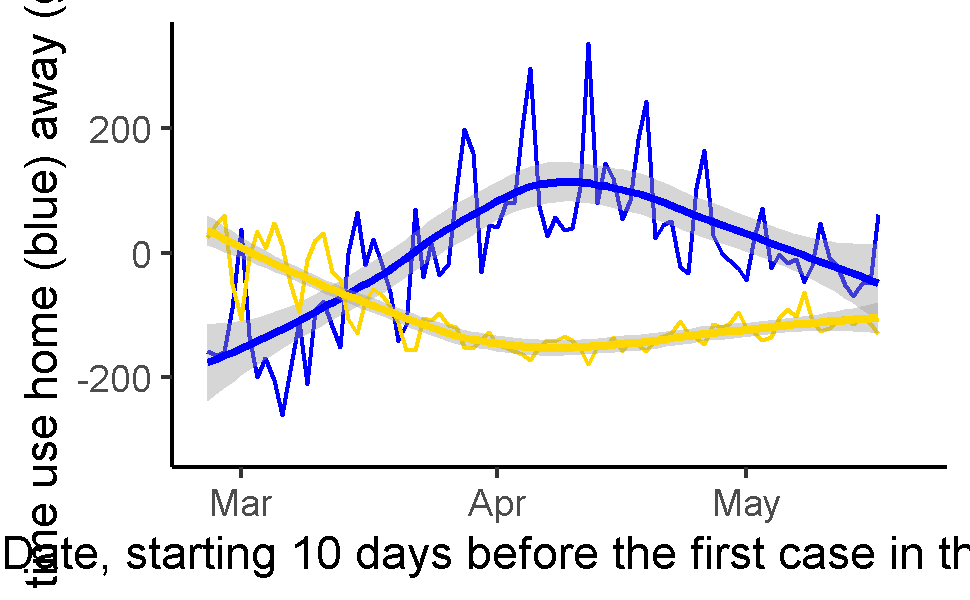 time use home (blue) away (
200
0
-200
Mar Apr May
Date, starting 10 days before the first case in th